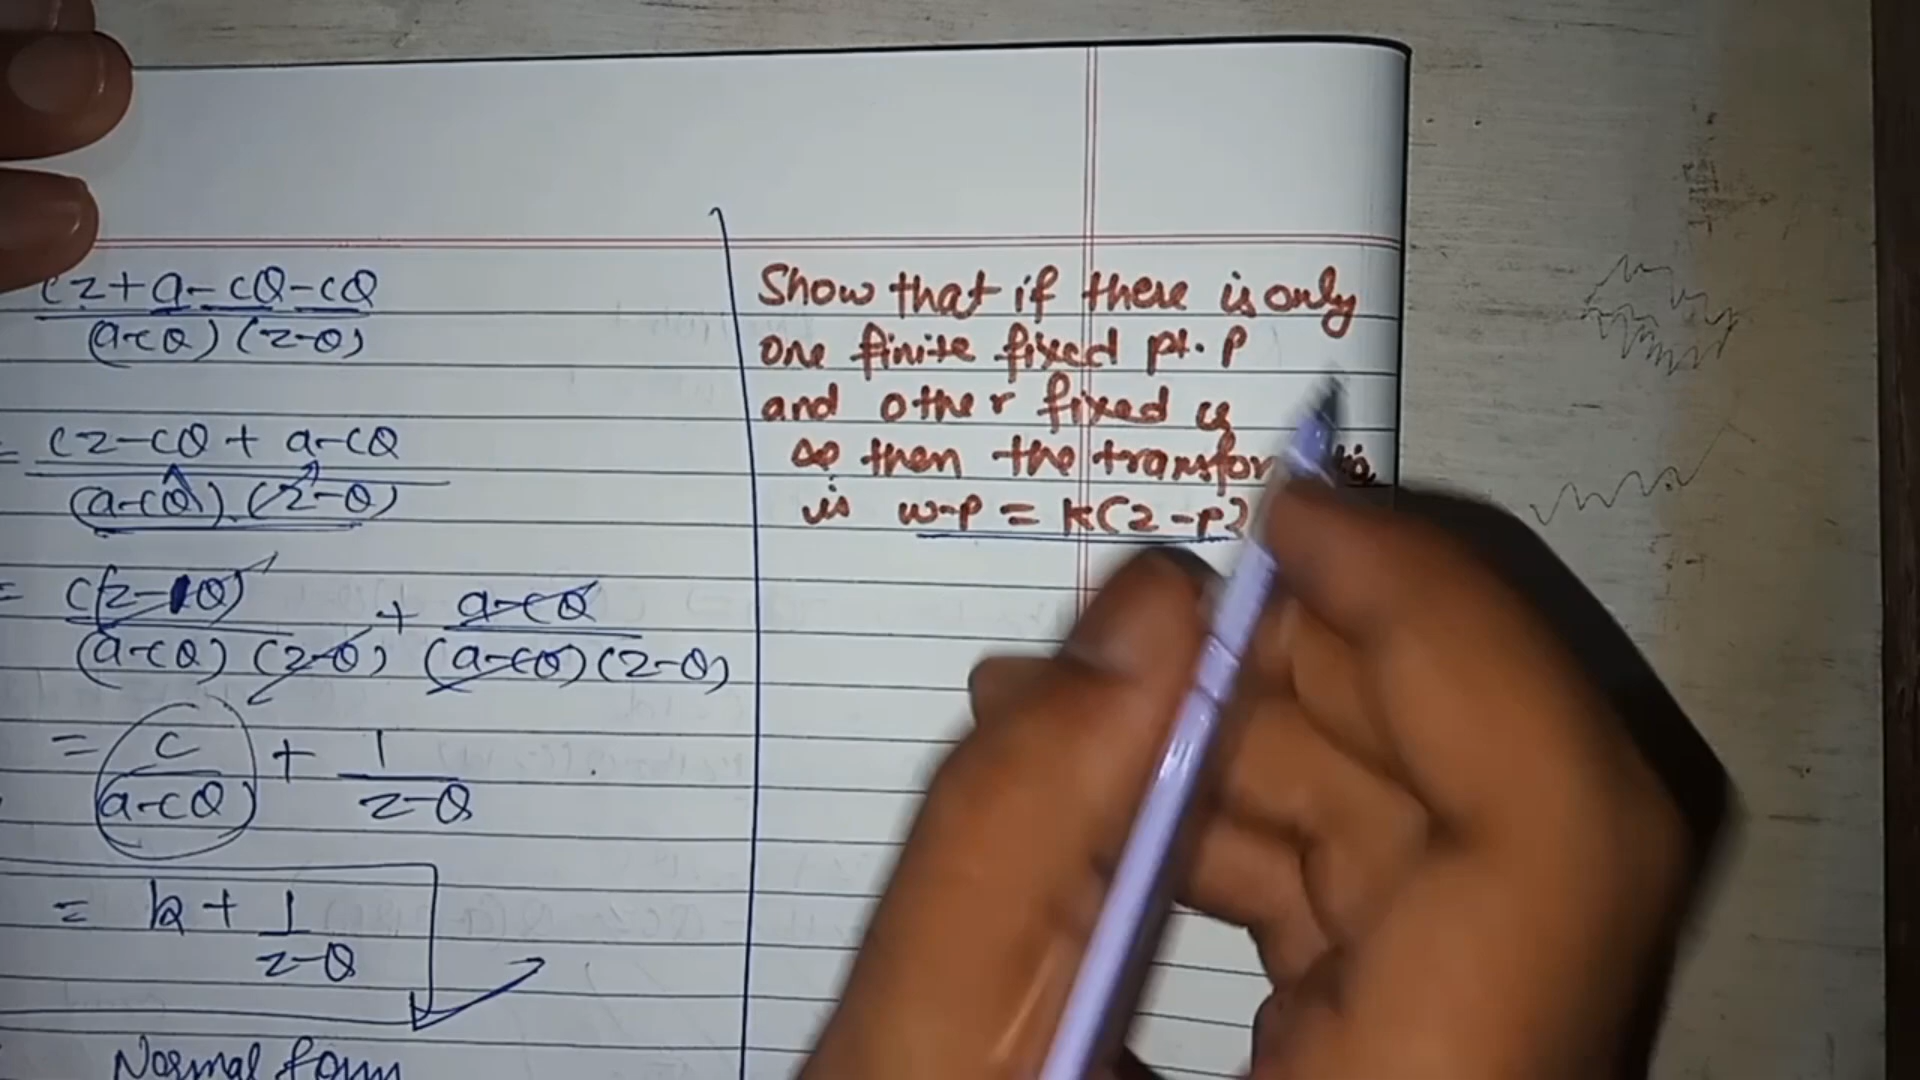 cz+a-cQ-cQ
(a-cQ)(z-Q)
= cz-cQ + a-cQ
(a-cQ).(z-Q)
= c(z-Q) + a-cQ
(a-cQ)(z-Q) (a-cQ)(z-Q)
= c + 1
(a-cQ) z-Q
= k + 1
z-Q
Normal form
Show that if there is only
one finite fixed pt. P
and other fixed is
∞ then the
is w-P = K(z-P)